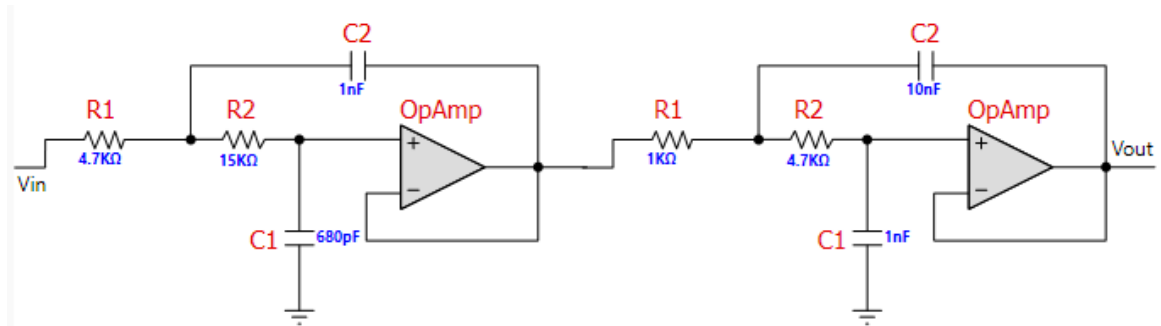 C2
1nF
R1
4.7KΩ
R2
15KΩ
OpAmp
+
−
Vin
C1
680pF
C2
10nF
R1
1KΩ
R2
4.7KΩ
OpAmp
+
−
Vout
C1
1nF